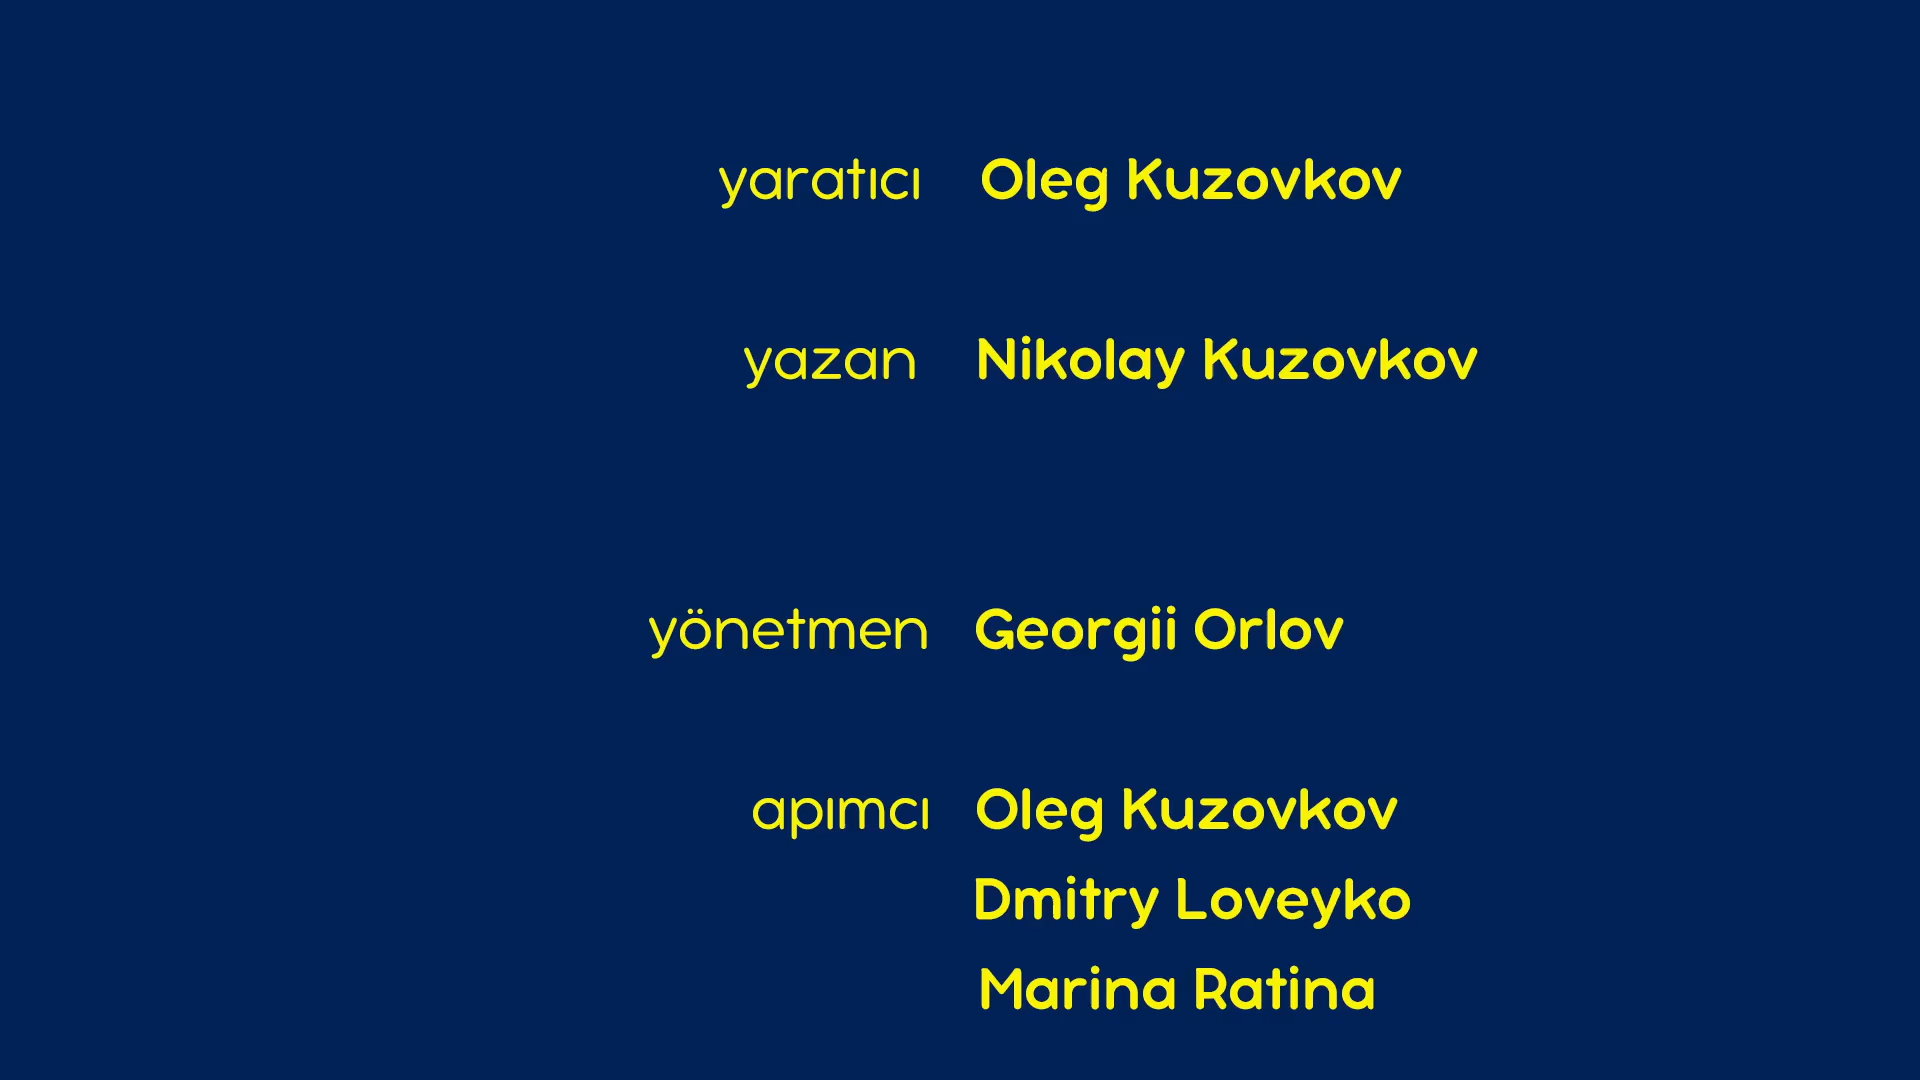 yaratıcı Oleg Kuzovkov
yazan Nikolay Kuzovkov
yönetmen Georgii Orlov
apımcı Oleg Kuzovkov
Dmitry Loveyko
Marina Ratina